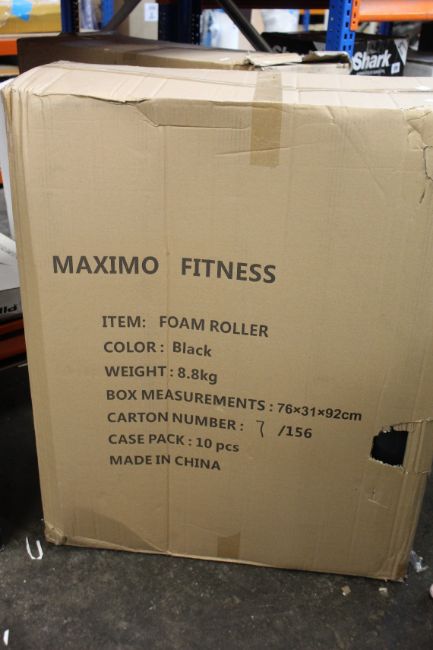 Shark
MAXIMO FITNESS
ITEM: FOAM ROLLER
COLOR: Black
WEIGHT: 8.8kg
BOX MEASUREMENTS: 76×31×92cm
CARTON NUMBER: 7 /156
CASE PACK: 10 pcs
MADE IN CHINA